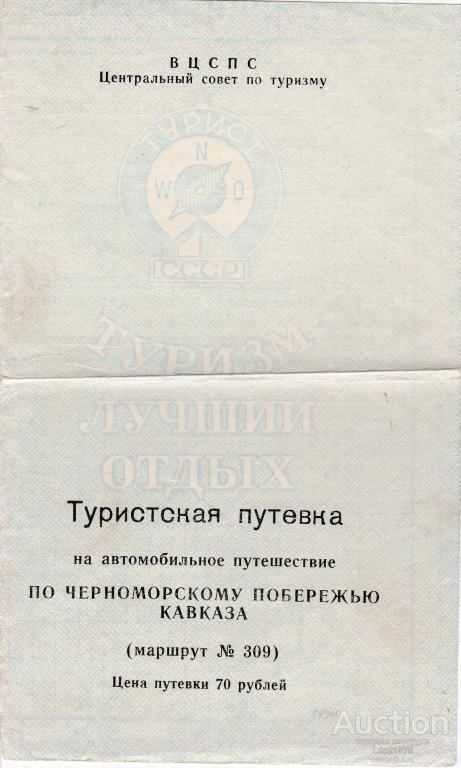 ВЦСПС
Центральный совет по туризму
ТУРИСТ
N
W O
СССР
ТУРИЗМ-
ЛУЧШИЙ
ОТДЫХ
Туристская путевка
на автомобильное путешествие
ПО ЧЕРНОМОРСКОМУ ПОБЕРЕЖЬЮ
КАВКАЗА
(маршрут № 309)
Цена путевки 70 рублей
Auction